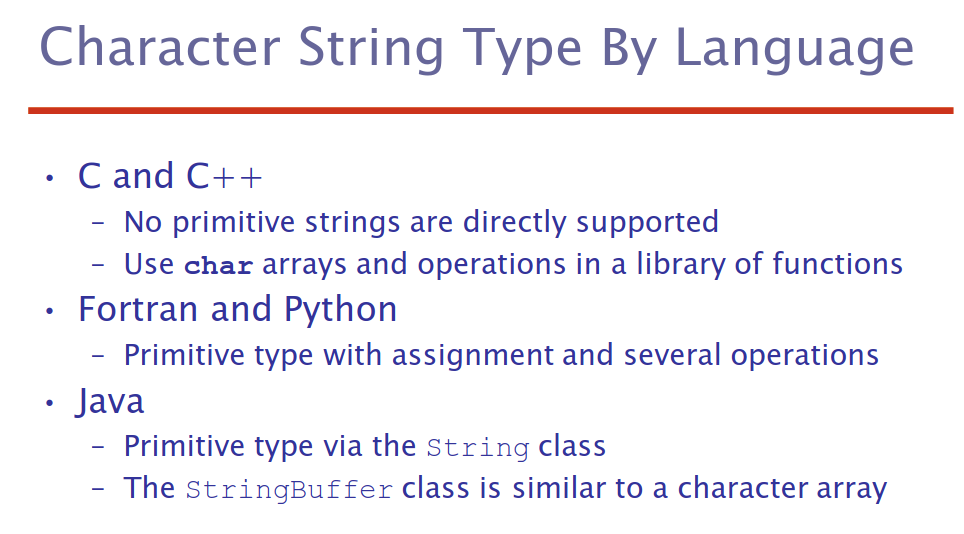 Character String Type By Language
• C and C++
– No primitive strings are directly supported
– Use char arrays and operations in a library of functions
• Fortran and Python
– Primitive type with assignment and several operations
• Java
– Primitive type via the String class
– The StringBuffer class is similar to a character array